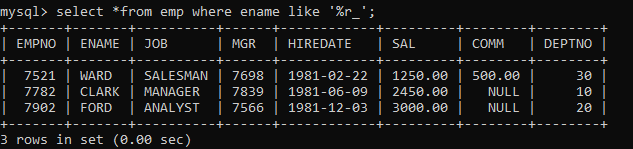 mysql> select *from emp where ename like '%r_';
+-------+-------+----------+------+------------+---------+--------+--------+
| EMPNO | ENAME | JOB      | MGR  | HIREDATE   | SAL     | COMM   | DEPTNO |
+-------+-------+----------+------+------------+---------+--------+--------+
|  7521 | WARD  | SALESMAN | 7698 | 1981-02-22 | 1250.00 | 500.00 |     30 |
|  7782 | CLARK | MANAGER  | 7839 | 1981-06-09 | 2450.00 |   NULL |     10 |
|  7902 | FORD  | ANALYST  | 7566 | 1981-12-03 | 3000.00 |   NULL |     20 |
+-------+-------+----------+------+------------+---------+--------+--------+
3 rows in set (0.00 sec)